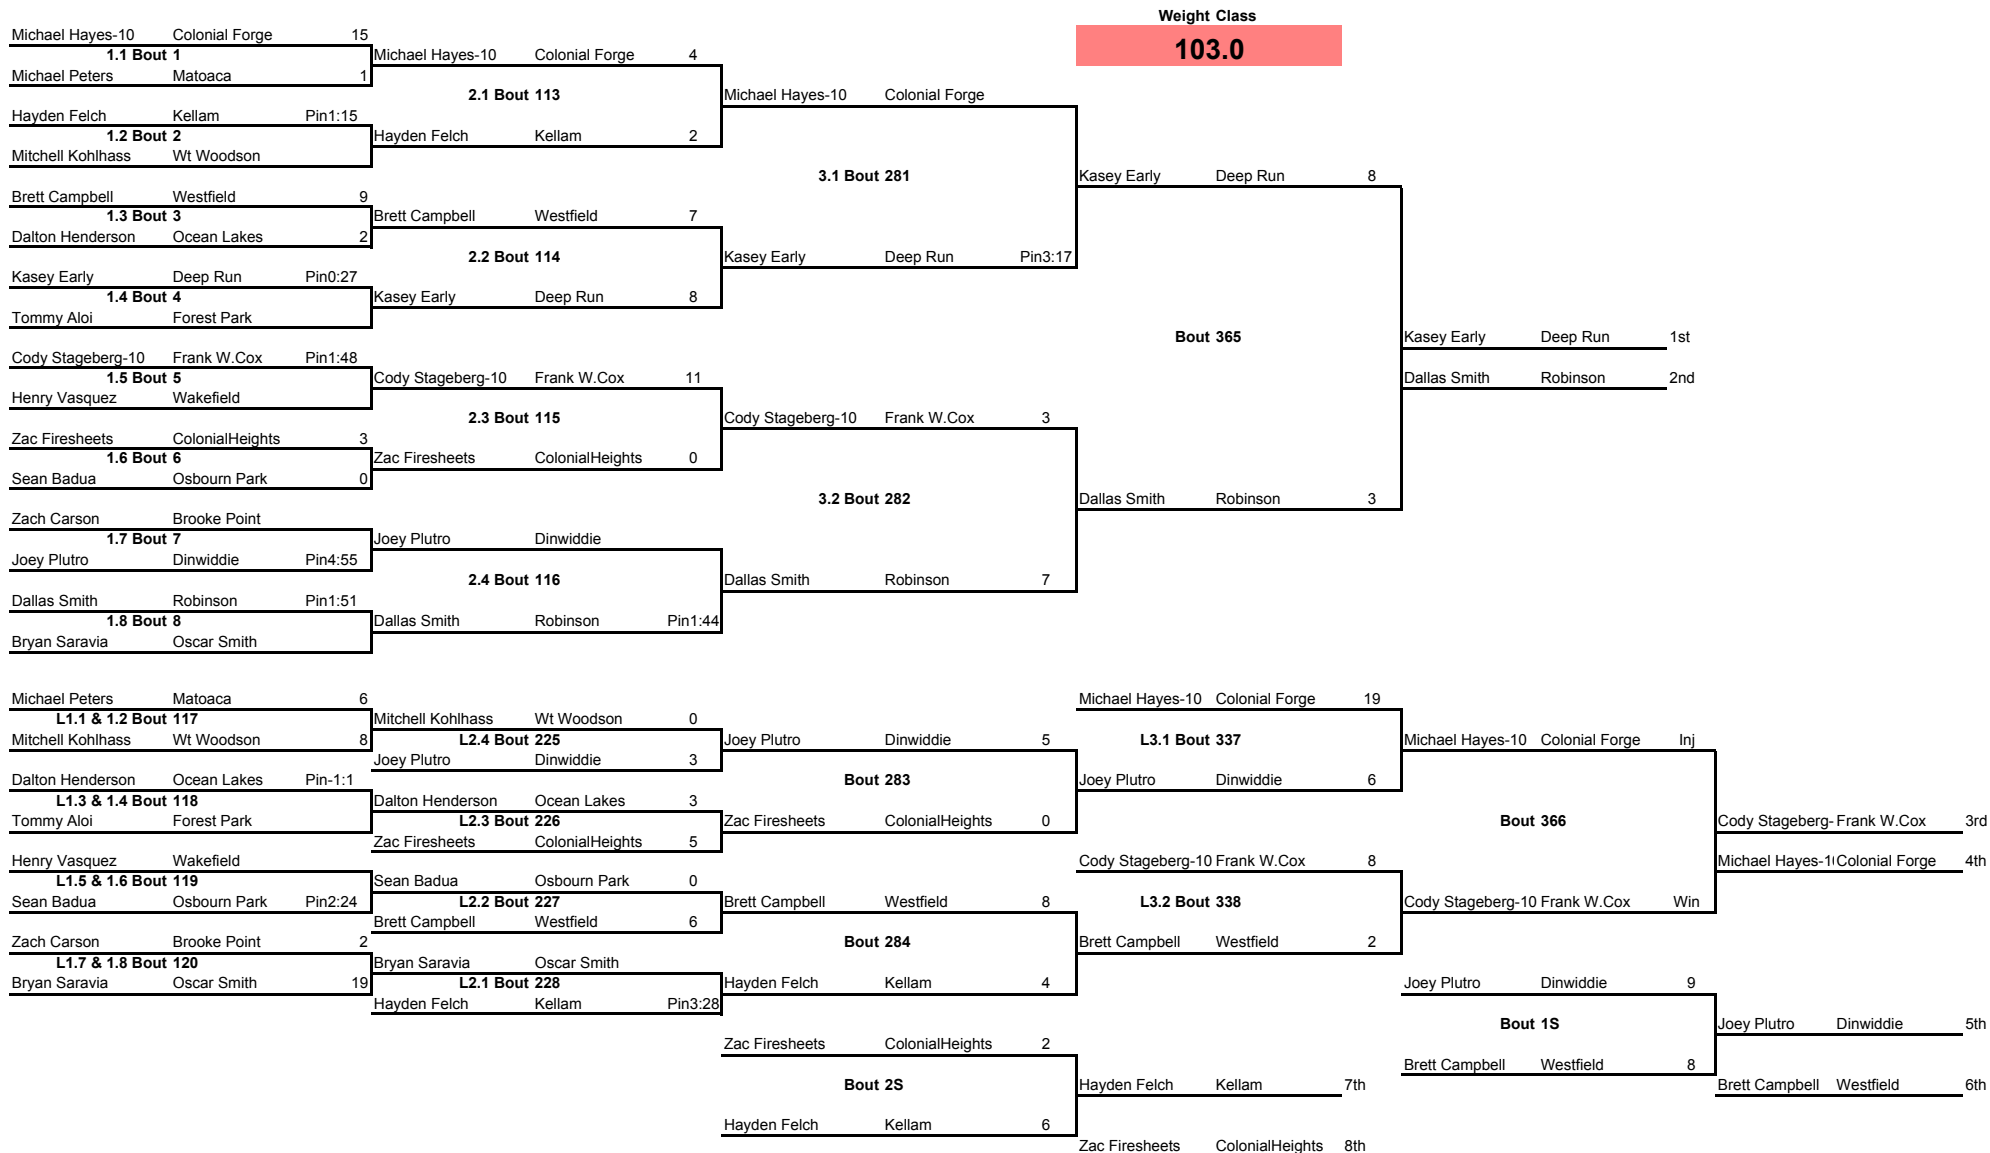 Weight Class
103.0
Michael Hayes-10 Colonial Forge 15
1.1 Bout 1
Michael Peters Matoaca 1
Hayden Felch Kellam Pin1:15
1.2 Bout 2
Mitchell Kohlhass Wt Woodson
Brett Campbell Westfield 9
1.3 Bout 3
Dalton Henderson Ocean Lakes 2
Kasey Early Deep Run Pin0:27
1.4 Bout 4
Tommy Aloi Forest Park
Cody Stageberg-10 Frank W.Cox Pin1:48
1.5 Bout 5
Henry Vasquez Wakefield
Zac Firesheets ColonialHeights 3
1.6 Bout 6
Sean Badua Osbourn Park 0
Zach Carson Brooke Point
1.7 Bout 7
Joey Plutro Dinwiddie Pin4:55
Dallas Smith Robinson Pin1:51
1.8 Bout 8
Bryan Saravia Oscar Smith
Michael Hayes-10 Colonial Forge 4
2.1 Bout 113
Hayden Felch Kellam 2
Brett Campbell Westfield 7
2.2 Bout 114
Kasey Early Deep Run 8
Cody Stageberg-10 Frank W.Cox 11
2.3 Bout 115
Zac Firesheets ColonialHeights 0
Joey Plutro Dinwiddie
2.4 Bout 116
Dallas Smith Robinson Pin1:44
Michael Hayes-10 Colonial Forge
3.1 Bout 281
Kasey Early Deep Run Pin3:17
Cody Stageberg-10 Frank W.Cox 3
3.2 Bout 282
Dallas Smith Robinson 7
Kasey Early Deep Run 8
Bout 365
Dallas Smith Robinson 3
Kasey Early Deep Run 1st
Dallas Smith Robinson 2nd
Michael Peters Matoaca 6
L1.1 & 1.2 Bout 117
Mitchell Kohlhass Wt Woodson 8
Dalton Henderson Ocean Lakes Pin-1:1
L1.3 & 1.4 Bout 118
Tommy Aloi Forest Park
Henry Vasquez Wakefield
L1.5 & 1.6 Bout 119
Sean Badua Osbourn Park Pin2:24
Zach Carson Brooke Point 2
L1.7 & 1.8 Bout 120
Bryan Saravia Oscar Smith 19
Mitchell Kohlhass Wt Woodson 0
L2.4 Bout 225
Joey Plutro Dinwiddie 3
Dalton Henderson Ocean Lakes 3
L2.3 Bout 226
Zac Firesheets ColonialHeights 5
Sean Badua Osbourn Park 0
L2.2 Bout 227
Brett Campbell Westfield 6
Bryan Saravia Oscar Smith
L2.1 Bout 228
Hayden Felch Kellam Pin3:28
Joey Plutro Dinwiddie 5
Bout 283
Zac Firesheets ColonialHeights 0
Brett Campbell Westfield 8
Bout 284
Hayden Felch Kellam 4
Zac Firesheets ColonialHeights 2
Bout 2S
Hayden Felch Kellam 6
Michael Hayes-10 Colonial Forge 19
L3.1 Bout 337
Joey Plutro Dinwiddie 6
Cody Stageberg-10 Frank W.Cox 8
L3.2 Bout 338
Brett Campbell Westfield 2
Hayden Felch Kellam 7th
Zac Firesheets ColonialHeights 8th
Michael Hayes-10 Colonial Forge Inj
Bout 366
Cody Stageberg-10 Frank W.Cox Win
Joey Plutro Dinwiddie 9
Bout 1S
Brett Campbell Westfield 8
Cody Stageberg- Frank W.Cox 3rd
Michael Hayes-1 Colonial Forge 4th
Joey Plutro Dinwiddie 5th
Brett Campbell Westfield 6th